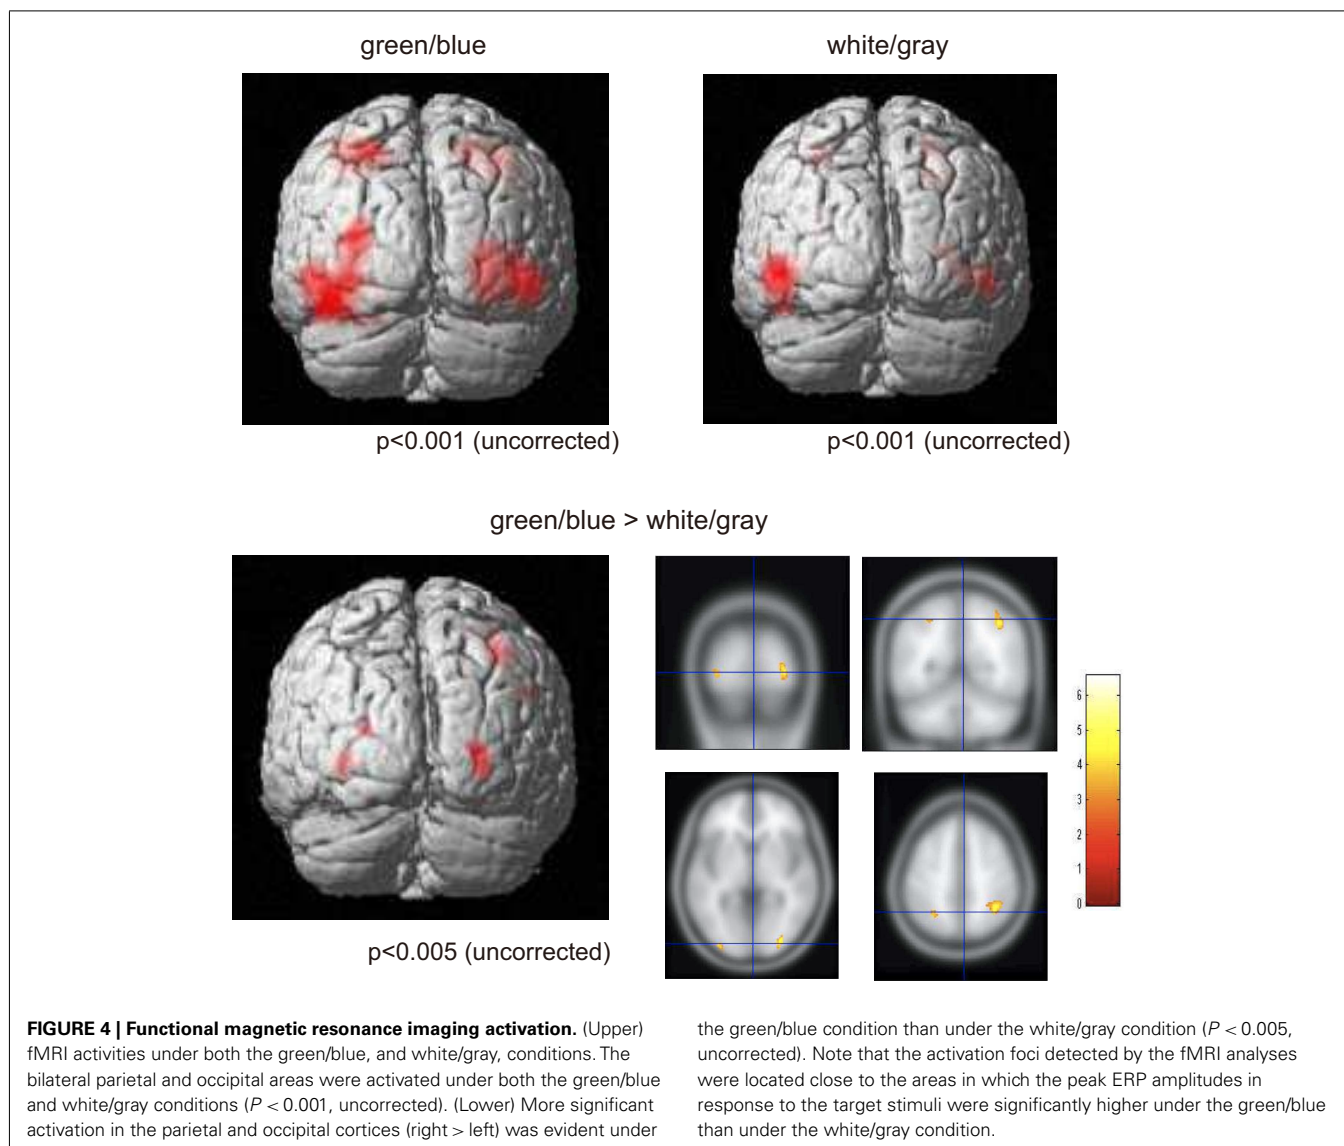 green/blue
white/gray
p<0.001 (uncorrected)
p<0.001 (uncorrected)
green/blue > white/gray
6
5
4
3
2
1
0
p<0.005 (uncorrected)
FIGURE 4 | Functional magnetic resonance imaging activation. (Upper)
fMRI activities under both the green/blue, and white/gray, conditions. The
bilateral parietal and occipital areas were activated under both the green/blue
and white/gray conditions (P < 0.001, uncorrected). (Lower) More significant
activation in the parietal and occipital cortices (right > left) was evident under
the green/blue condition than under the white/gray condition (P < 0.005,
uncorrected). Note that the activation foci detected by the fMRI analyses
were located close to the areas in which the peak ERP amplitudes in
response to the target stimuli were significantly higher under the green/blue
than under the white/gray condition.